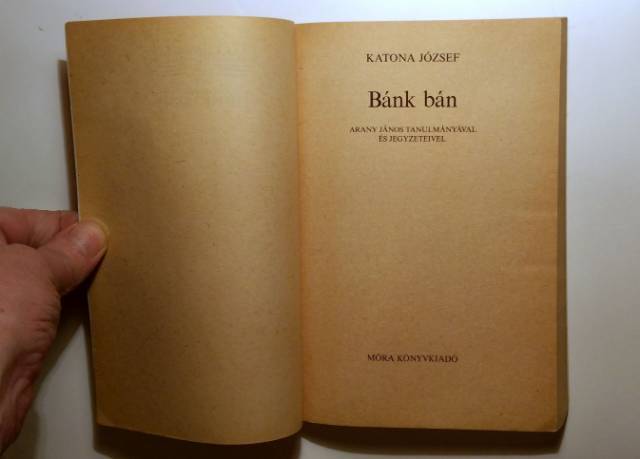 KATONA JÓZSEF
Bánk bán
ARANY JÁNOS TANULMÁNYÁVAL
ÉS JEGYZETEIVEL
MÓRA KÖNYVKIADÓ